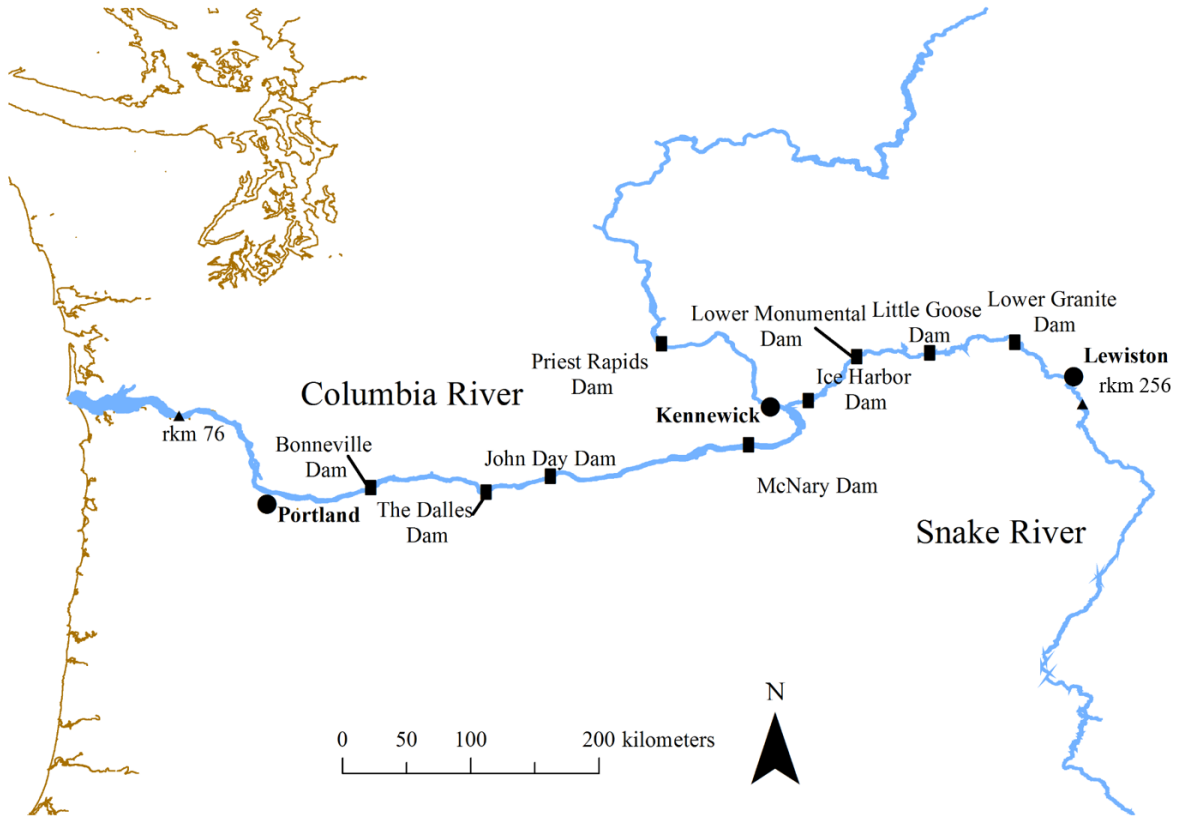 Lower Monumental
Dam
Little Goose
Dam
Lower Granite
Dam
Priest Rapids
Dam
Lewiston
rkm 256
Ice Harbor
Dam
Columbia River
Kennewick
rkm 76
Bonneville
Dam
John Day Dam
McNary Dam
Portland
The Dalles
Dam
Snake River
N
0 50 100 200 kilometers